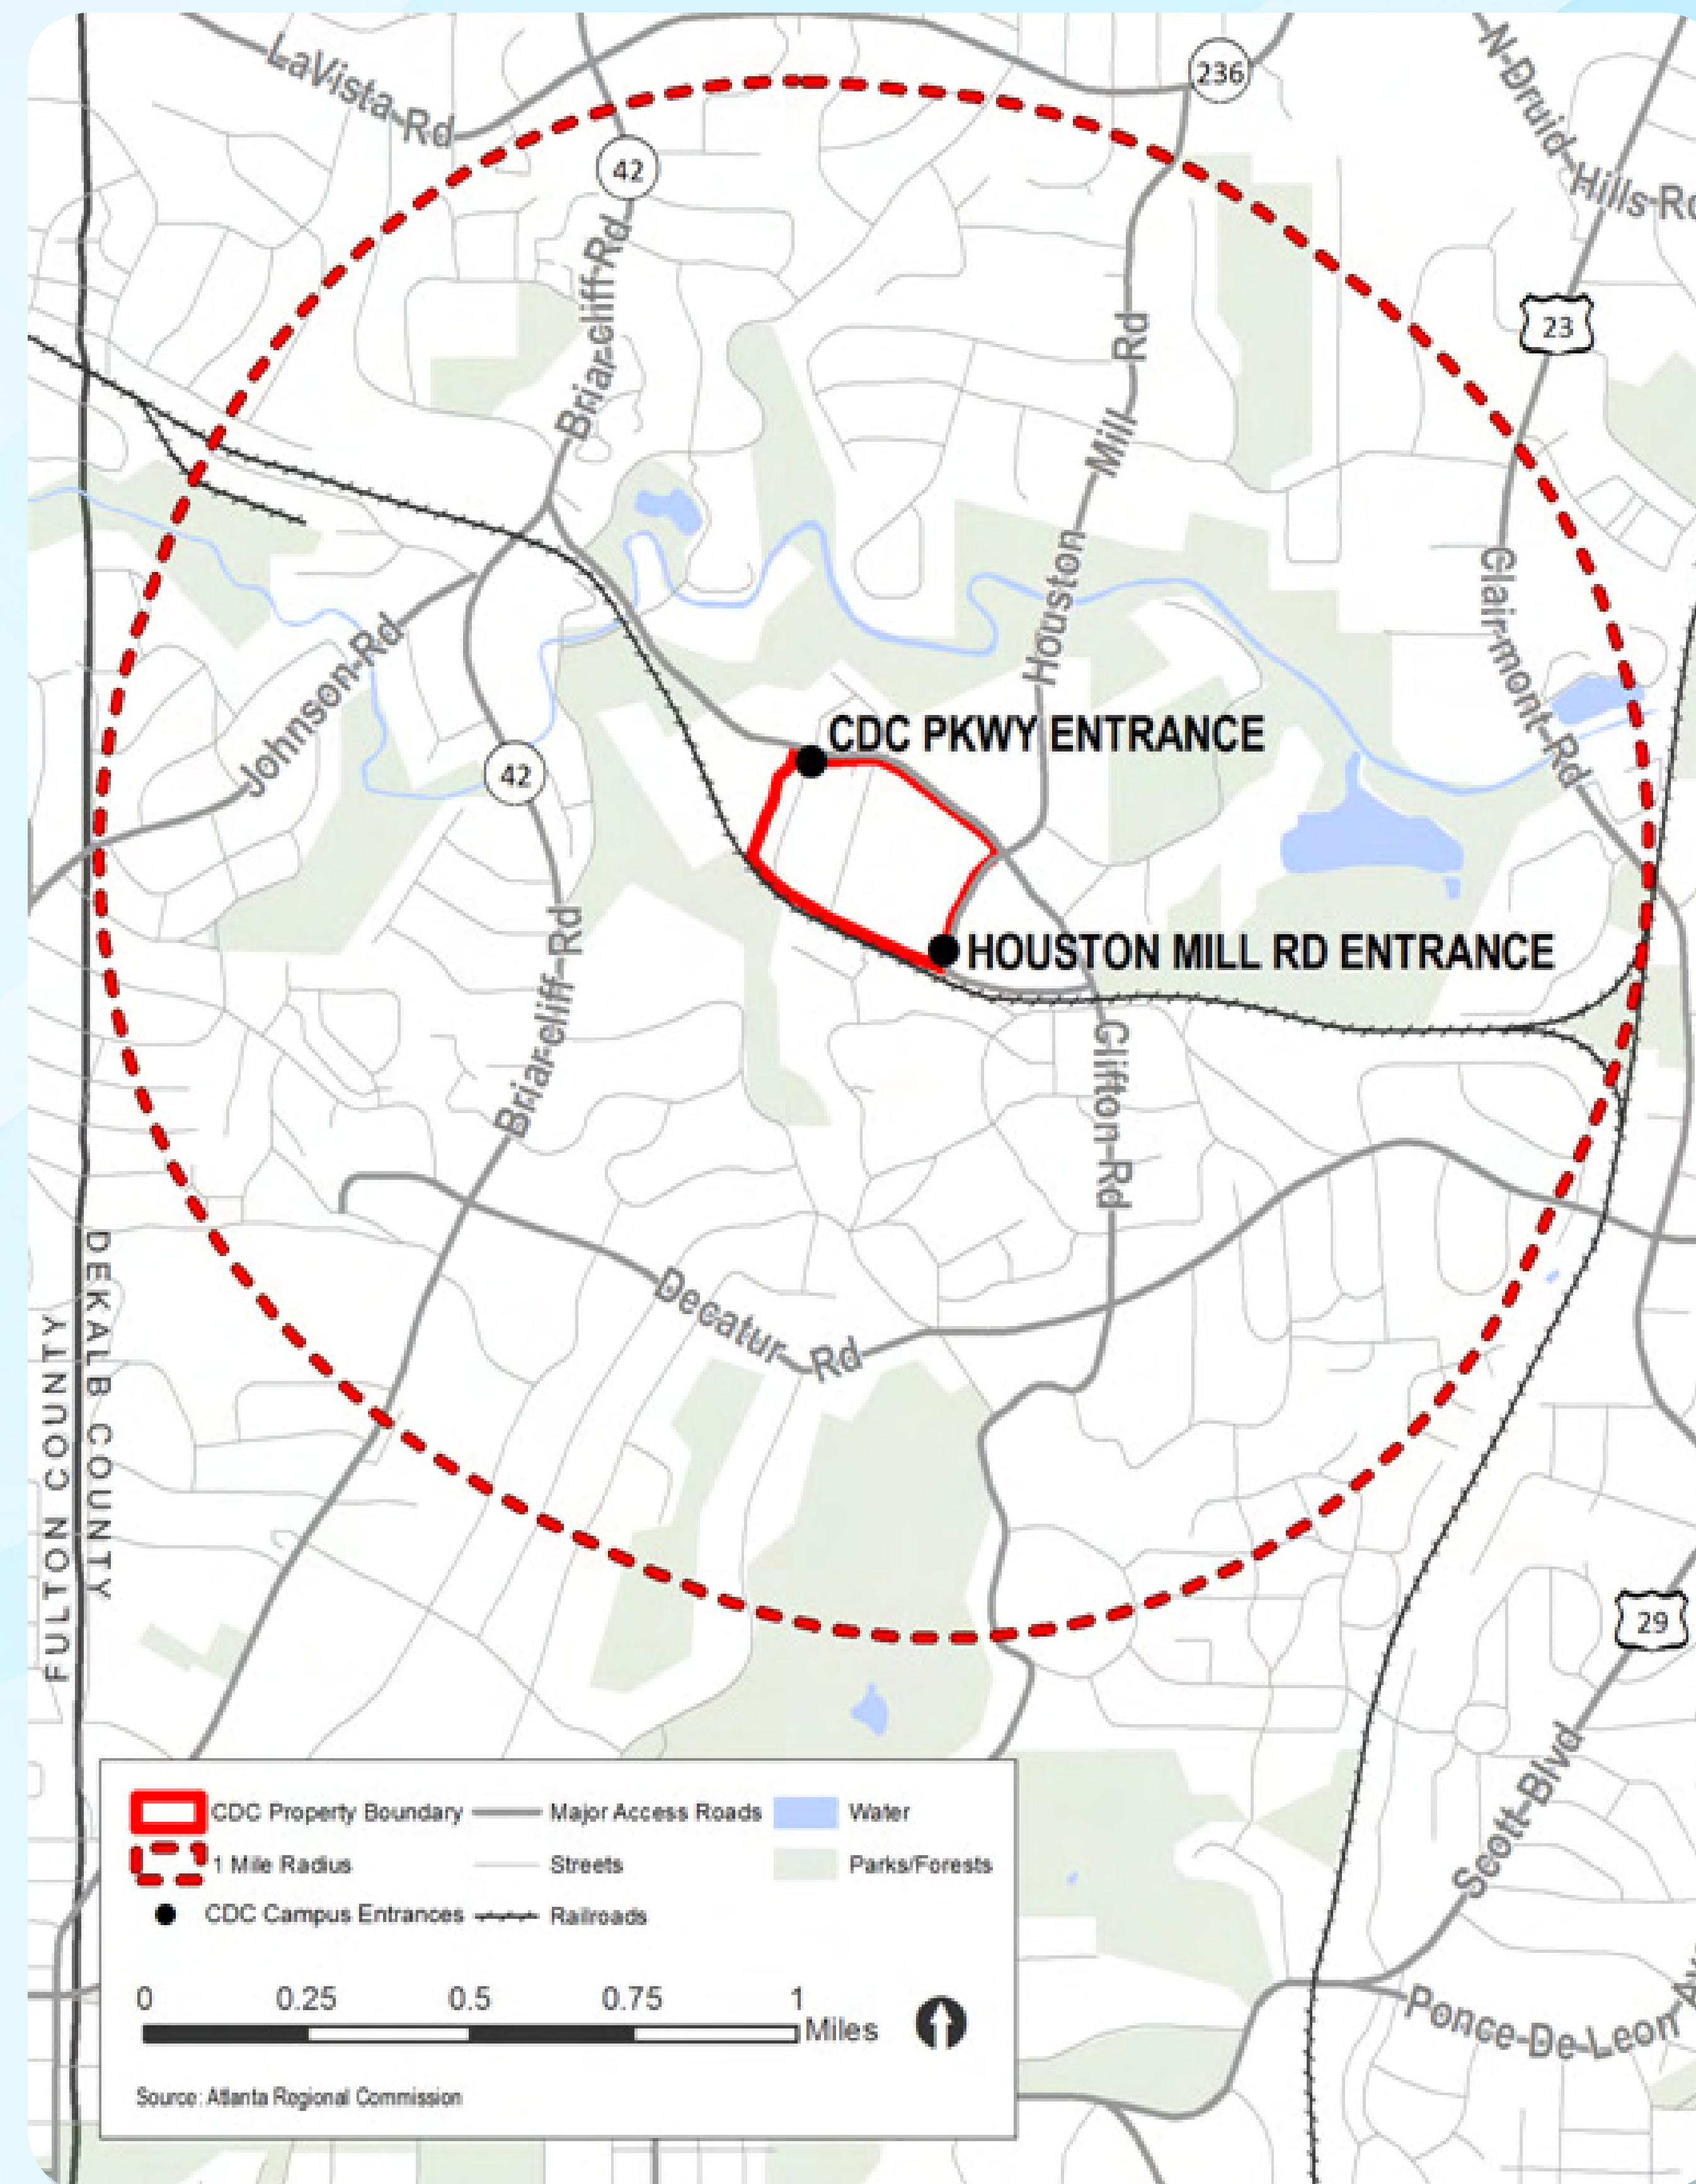 LaVista Rd
236
N Druid Hills Rd
42
Briarcliff Rd
23
Houston Mill Rd
Clairmont Rd
Johnson Rd
CDC PKWY ENTRANCE
42
HOUSTON MILL RD ENTRANCE
Briarcliff Rd
Clifton Rd
Decatur Rd
FULTON COUNTY
DEKALB COUNTY
29
Scott Blvd
Ponce De Leon
CDC Property Boundary
Major Access Roads
Water
1 Mile Radius
Streets
Parks/Forests
CDC Campus Entrances
Railroads
0 0.25 0.5 0.75 1
Miles
Source: Atlanta Regional Commission